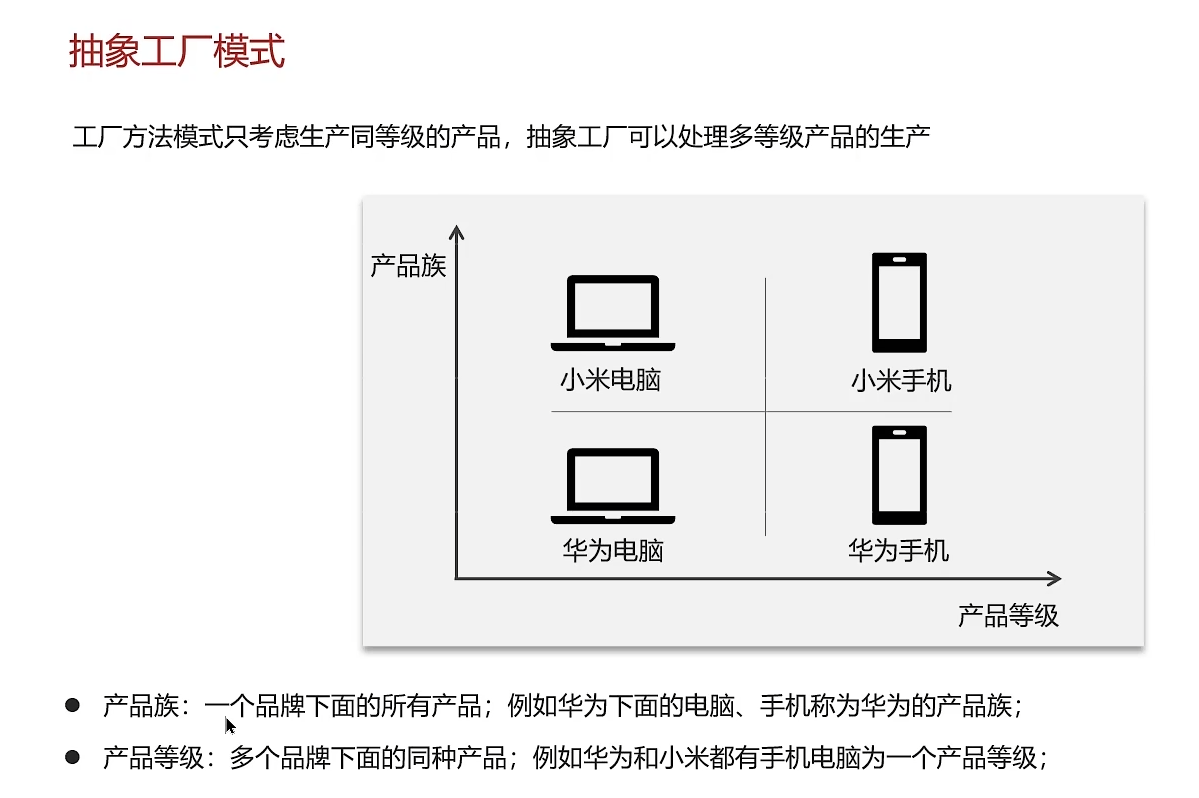 抽象工厂模式
工厂方法模式只考虑生产同等级的产品，抽象工厂可以处理多等级产品的生产
产品族
小米电脑
小米手机
华为电脑
华为手机
产品等级
产品族：一个品牌下面的所有产品；例如华为下面的电脑、手机称为华为的产品族；
产品等级：多个品牌下面的同种产品；例如华为和小米都有手机电脑为一个产品等级；